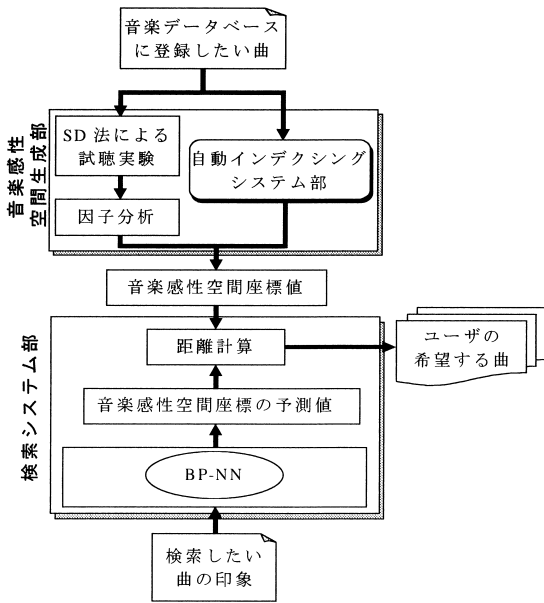 音楽データベース
に登録したい曲
音楽感性
空間生成部
SD法による
試聴実験
自動インデクシング
システム部
因子分析
音楽感性空間座標値
検索システム部
距離計算
ユーザの
希望する曲
音楽感性空間座標の予測値
BP-NN
検索したい
曲の印象